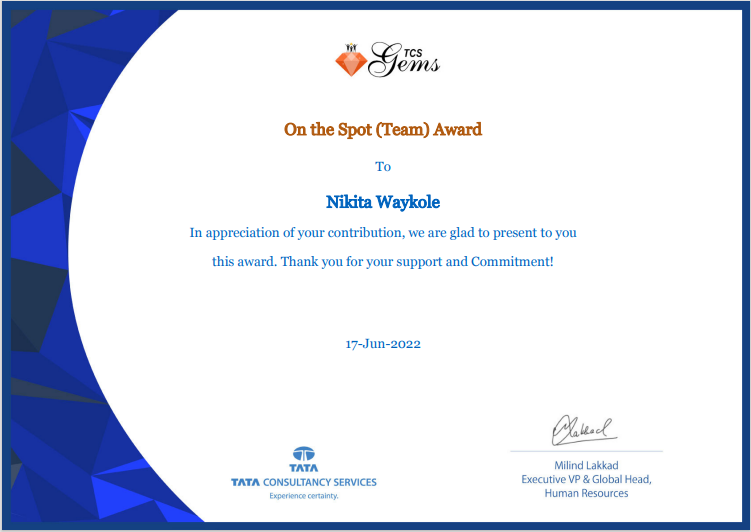 TCS
Gems
On the Spot (Team) Award
To
Nikita Waykole
In appreciation of your contribution, we are glad to present to you
this award. Thank you for your support and Commitment!
17-Jun-2022
TATA
TATA CONSULTANCY SERVICES
Experience certainty.
MLakkad
Milind Lakkad
Executive VP & Global Head,
Human Resources